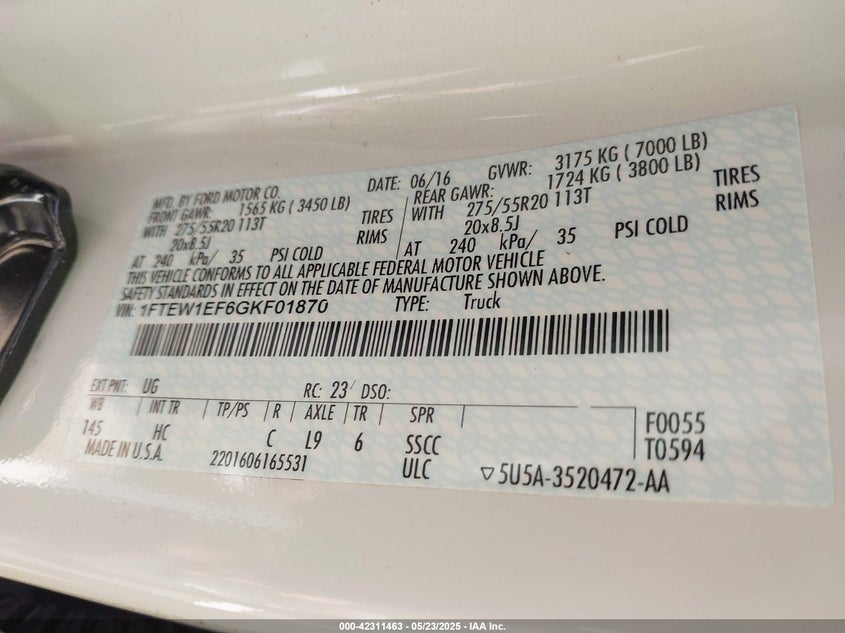 MFD. BY FORD MOTOR CO. DATE: 06/16 GVWR: 3175 KG ( 7000 LB)
FRONT GAWR: 1565 KG ( 3450 LB) REAR GAWR: 1724 KG ( 3800 LB)
WITH 275/55R20 113T TIRES WITH 275/55R20 113T TIRES
20x8.5J RIMS 20x8.5J RIMS
AT 240 kPa/ 35 PSI COLD AT 240 kPa/ 35 PSI COLD
THIS VEHICLE CONFORMS TO ALL APPLICABLE FEDERAL MOTOR VEHICLE
SAFETY STANDARDS IN EFFECT ON THE DATE OF MANUFACTURE SHOWN ABOVE.
VIN: 1FTEW1EF6GKF01870 TYPE: Truck
EXT PNT: UG RC: 23 DSO:
WB INT TR TP/PS R AXLE TR SPR
145 HC C L9 6 SSCC F0055
MADE IN U.S.A. 2201606165531 ULC T0594
▽5U5A-3520472-AA
000-42311463 - 05/23/2025 - IAA Inc.